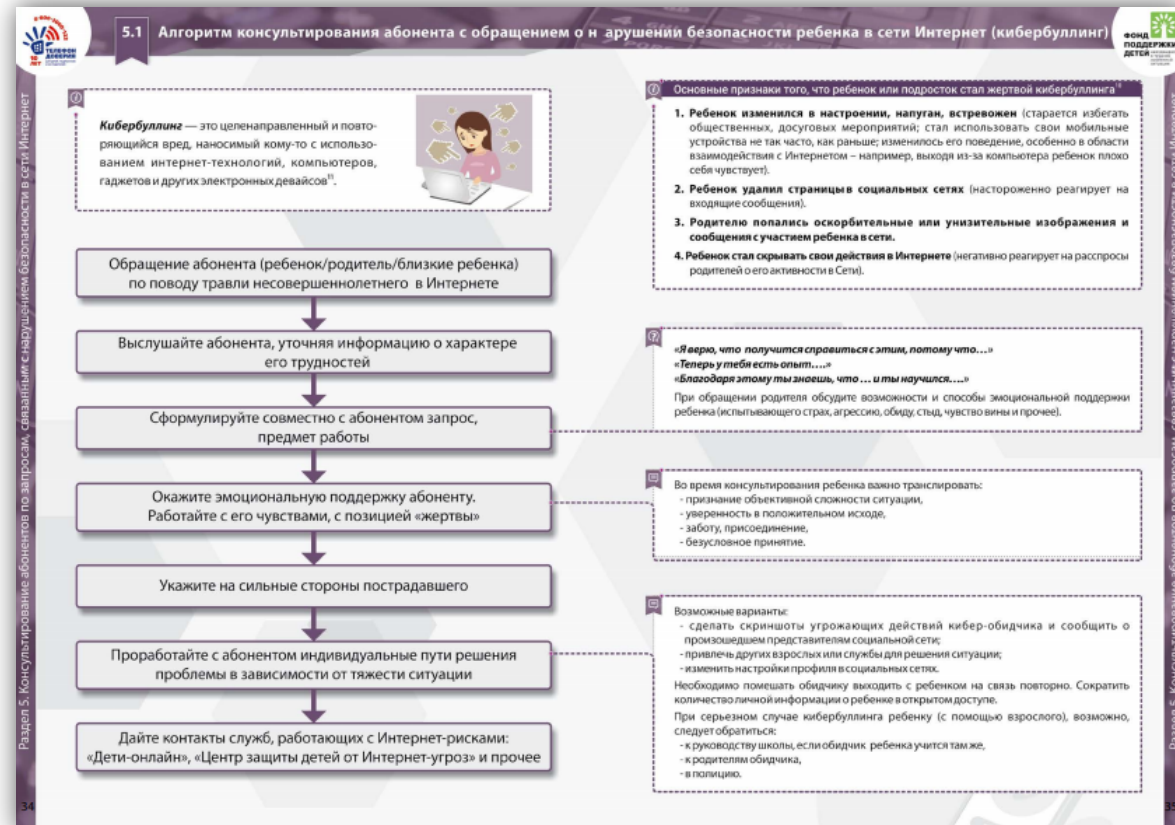 5.1 Алгоритм консультирования абонента с обращением о н арушении безопасности ребенка в сети Интернет (кибербуллинг)
ТЕЛЕФОН
ДОВЕРИЯ
10
ЛЕТ
ФОНД
ПОДДЕРЖКИ
ДЕТЕЙ
Раздел 5. Консультирование абонентов по запросам, связанным с нарушением безопасности в сети Интернет
Кибербуллинг — это целенаправленный и повто-
ряющийся вред, наносимый кому-то с использо-
ванием интернет-технологий, компьютеров,
гаджетов и других электронных девайсов
Обращение абонента (ребенок/родитель/близкие ребенка)
по поводу травли несовершеннолетнего в Интернете
Выслушайте абонента, уточняя информацию о характере
его трудностей
Сформулируйте совместно с абонентом запрос,
предмет работы
Окажите эмоциональную поддержку абоненту.
Работайте с его чувствами, с позицией «жертвы»
Укажите на сильные стороны пострадавшего
Проработайте с абонентом индивидуальные пути решения
проблемы в зависимости от тяжести ситуации
Дайте контакты служб, работающих с Интернет-рисками:
«Дети-онлайн», «Центр защиты детей от Интернет-угроз» и прочее
34
Основные признаки того, что ребенок или подросток стал жертвой кибербуллинга
1. Ребенок изменился в настроении, напуган, встревожен (старается избегать
общественных, досуговых мероприятий; стал использовать свои мобильные
устройства не так часто, как раньше; изменилось его поведение, особенно в области
взаимодействия с Интернетом – например, выходя из-за компьютера ребенок плохо
себя чувствует).
2. Ребенок удалил страницы в социальных сетях (настороженно реагирует на
входящие сообщения).
3. Родителю попались оскорбительные или унизительные изображения и
сообщения с участием ребенка в сети.
4. Ребенок стал скрывать свои действия в Интернете (негативно реагирует на расспросы
родителей о его активности в Сети).
«Я верю, что получится справиться с этим, потому что…»
«Теперь у тебя есть опыт….»
«Благодаря этому ты знаешь, что … и ты научился….»
При обращении родителя обсудите возможности и способы эмоциональной поддержки
ребенка (испытывающего страх, агрессию, обиду, стыд, чувство вины и прочее).
Во время консультирования ребенка важно транслировать:
- признание объективной сложности ситуации,
- уверенность в положительном исходе,
- заботу, присоединение,
- безусловное принятие.
Возможные варианты:
- сделать скриншоты угрожающих действий кибер-обидчика и сообщить о
произошедшем представителям социальной сети;
- привлечь других взрослых или службы для решения ситуации;
- изменить настройки профиля в социальных сетях.
Необходимо помешать обидчику выходить с ребенком на связь повторно. Сократить
количество личной информации о ребенке в открытом доступе.
При серьезном случае кибербуллинга ребенку (с помощью взрослого), возможно,
следует обратиться:
- к руководству школы, если обидчик ребенка учится там же,
- к родителям обидчика,
- в полицию.
35